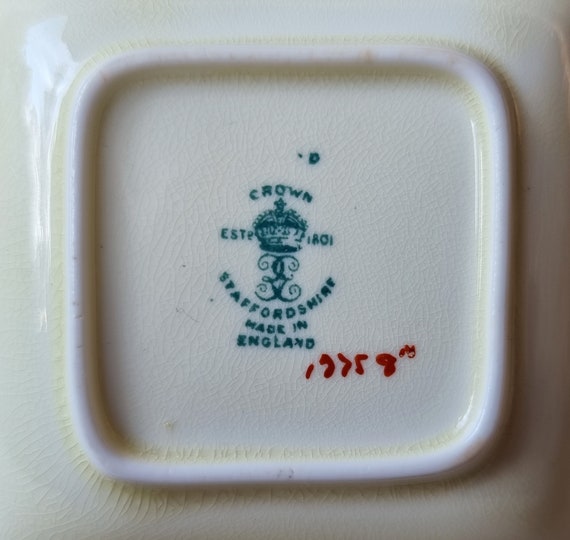 D
CROWN
ESTD 1801
STAFFORDSHIRE
MADE IN
ENGLAND